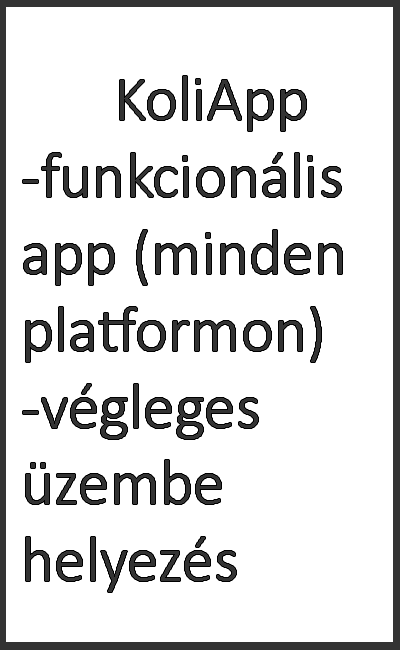 KoliApp
-funkcionális
app (minden
platformon)
-végleges
üzembe
helyezés